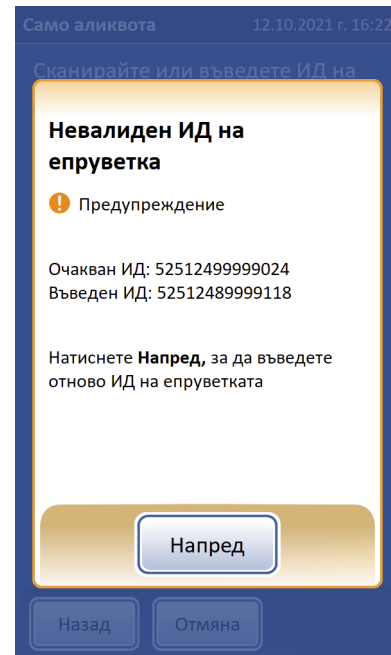 Само аликвота 12.10.2021 г. 16:22
Сканирайте или въведете ИД на
Невалиден ИД на
епруветка
Предупреждение
Очакван ИД: 52512499999024
Въведен ИД: 52512489999118
Натиснете Напред, за да въведете
отново ИД на епруветката
Напред
Назад Отмяна